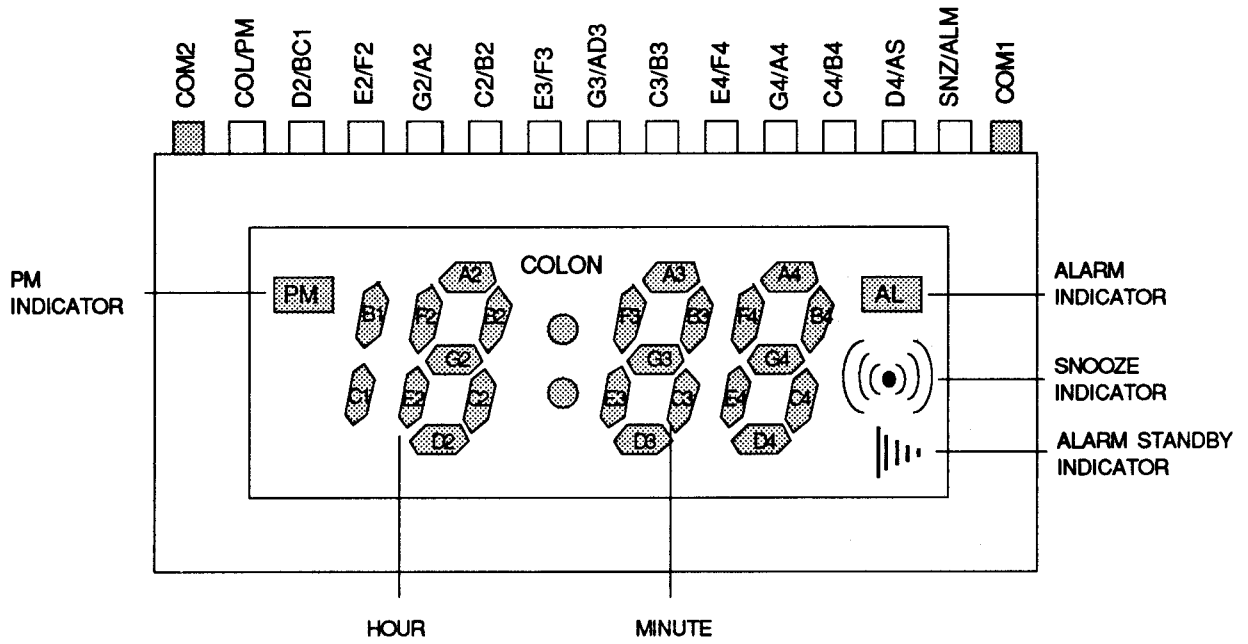 COM2
COL/PM
D2/BC1
E2/F2
G2/A2
C2/B2
E3/F3
G3/AD3
C3/B3
E4/F4
G4/A4
C4/B4
D4/AS
SNZ/ALM
COM1
PM
INDICATOR
PM
COLON
A2
A3
A4
AL
B1
F2
B2
F3
B3
F4
B4
G2
G3
G4
C1
E2
C2
E3
C3
E4
C4
D2
D3
D4
ALARM
INDICATOR
SNOOZE
INDICATOR
ALARM STANDBY
INDICATOR
HOUR
MINUTE